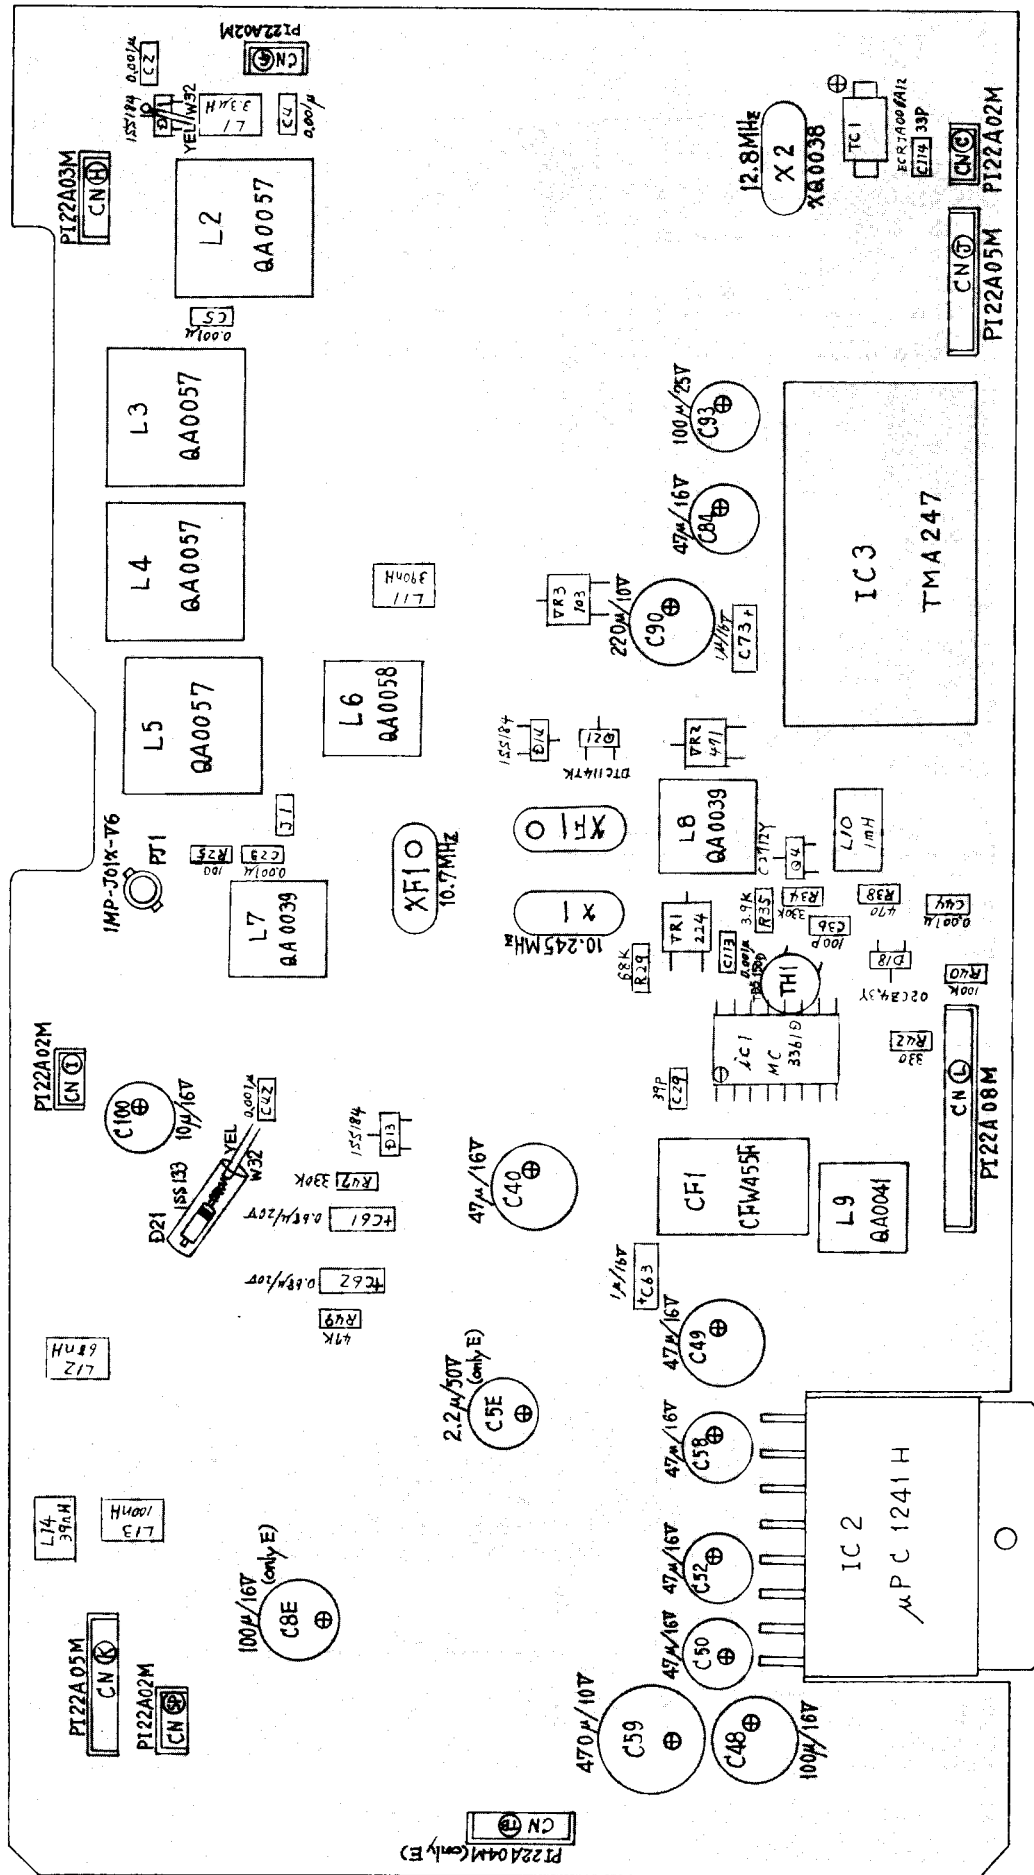 PI22A02M
CN
0.001μ
C2
1SS184
D1
YEL/W32
L1
3.3μH
C4
0.001μ
PI22A03M
CN H
L2
QA0057
C5
0.001μ
L3
QA0057
L4
QA0057
L5
QA0057
L6
QA0058
L11
390nH
12.8MHz
X2
XQ0038
TC1
ECRJA006A12
C114 33P
CN C
PI22A02M
CN J
PI22A05M
100μ/25V
C93
47μ/16V
C84
220μ/10V
C90
VR3
103
1μ/16V
C73+
IC3
TMA247
1SS184
D14
Q21
DTC114TK
VR2
471
L8
QA0039
C2712Y
Q4
L10
1mH
1MP-J01X-V6
PJ1
R25
100
C23
0.001μ
J1
L7
QA0039
XF1
10.7MHz
XF1
X1
10.245MHz
68K
R29
VR1
224
C113
0.001μ
3.9K
R35
R34
330K
C36
100P
R38
470
C44
0.001μ
D18
02CZ4.3Y
R40
100K
TH1
iC1
MC
3361D
39P
C29
R42
330
CN L
PI22A08M
PI22A02M
CN I
C100
10μ/16V
0.001μ
C42
D21
1SS133
YEL
W32
1SS184
D13
330K
R47
0.68μ/20V
+C61
0.68μ/20V
+C62
R49
47K
47μ/16V
C40
CF1
CFW455H
L9
QA0041
1μ/16V
+C63
47μ/16V
C49
L12
68nH
2.2μ/50V
(only E)
C5E
47μ/16V
C58
47μ/16V
C52
47μ/16V
C50
IC2
μPC1241H
L14
39nH
L13
100nH
100μ/16V
(only E)
C8E
PI22A05M
CN K
PI22A02M
CN SP
470μ/10V
C59
C48
100μ/16V
CN TB
PI22A04M(only E)